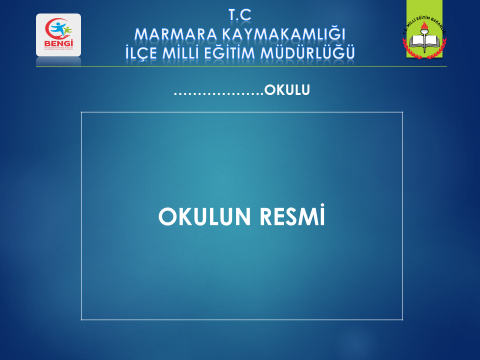 T.C
MARMARA KAYMAKAMLIĞI
İLÇE MİLLİ EĞİTİM MÜDÜRLÜĞÜ
BENGİ
……………….OKULU
OKULUN RESMİ